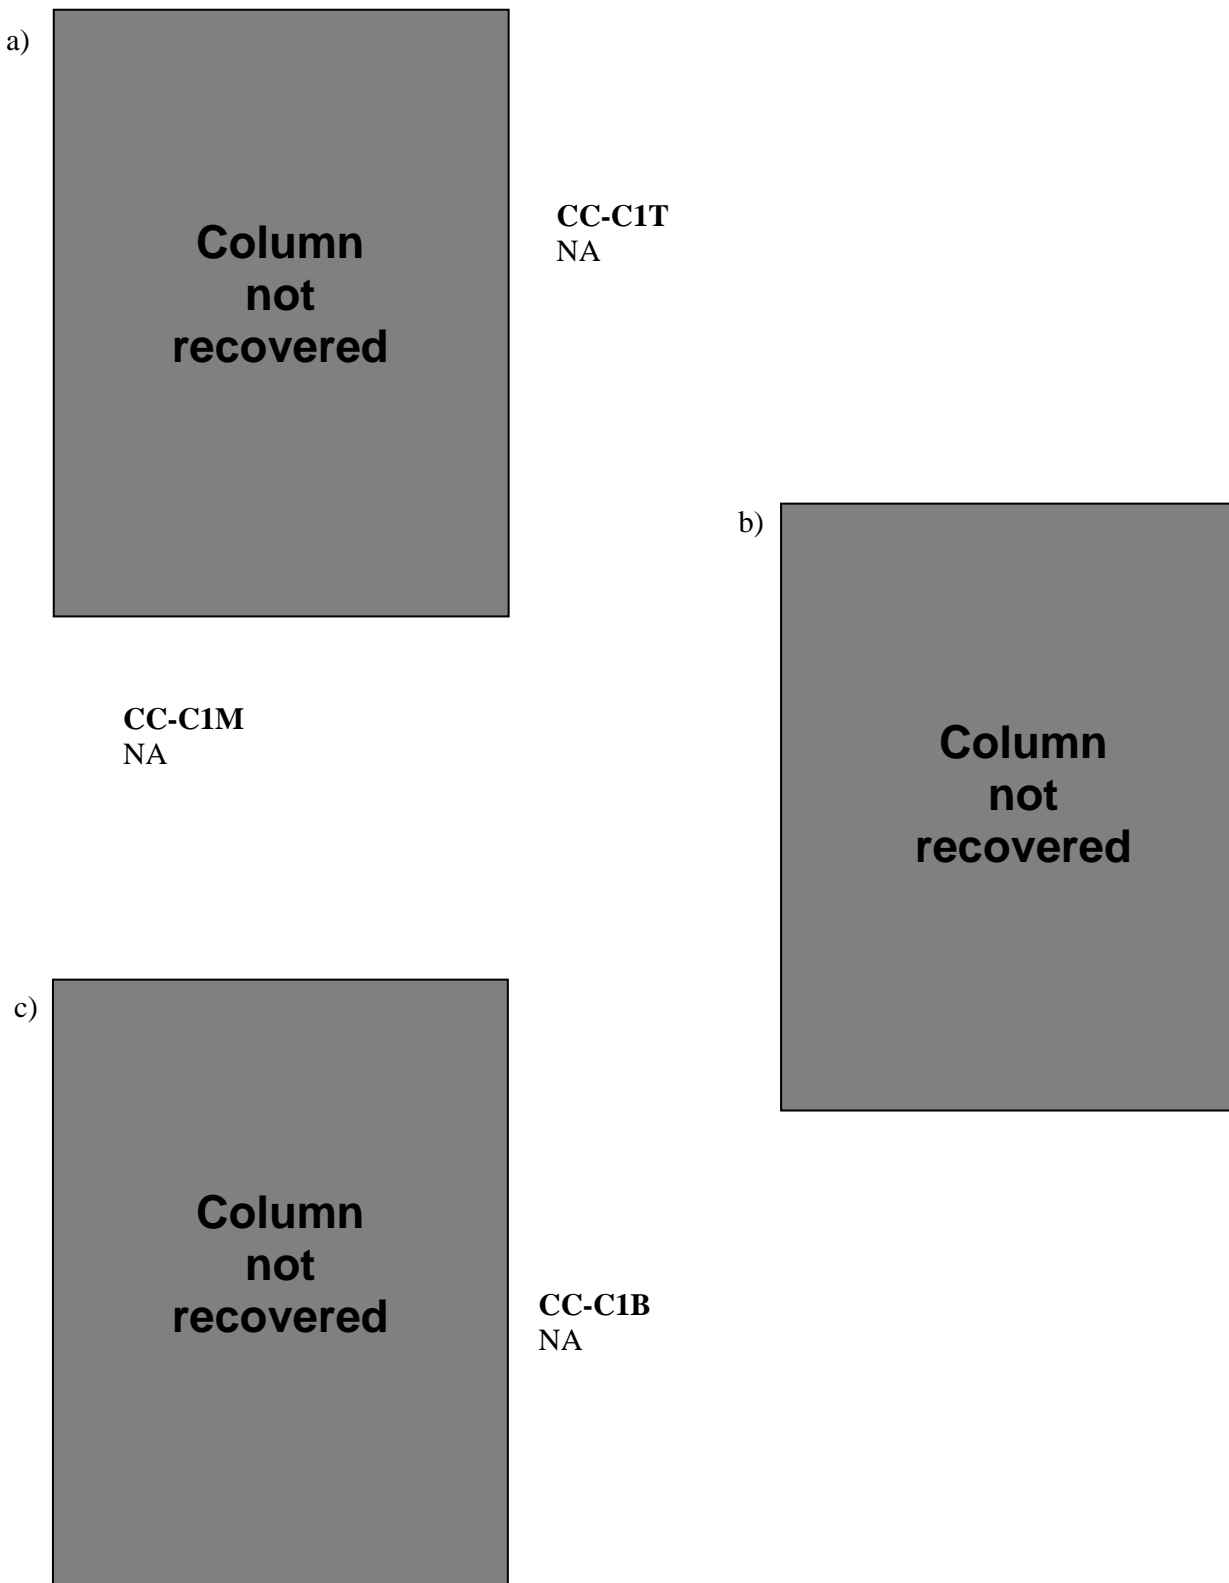 a)
Column
not
recovered
CC-C1T
NA
b)
Column
not
recovered
CC-C1M
NA
c)
Column
not
recovered
CC-C1B
NA